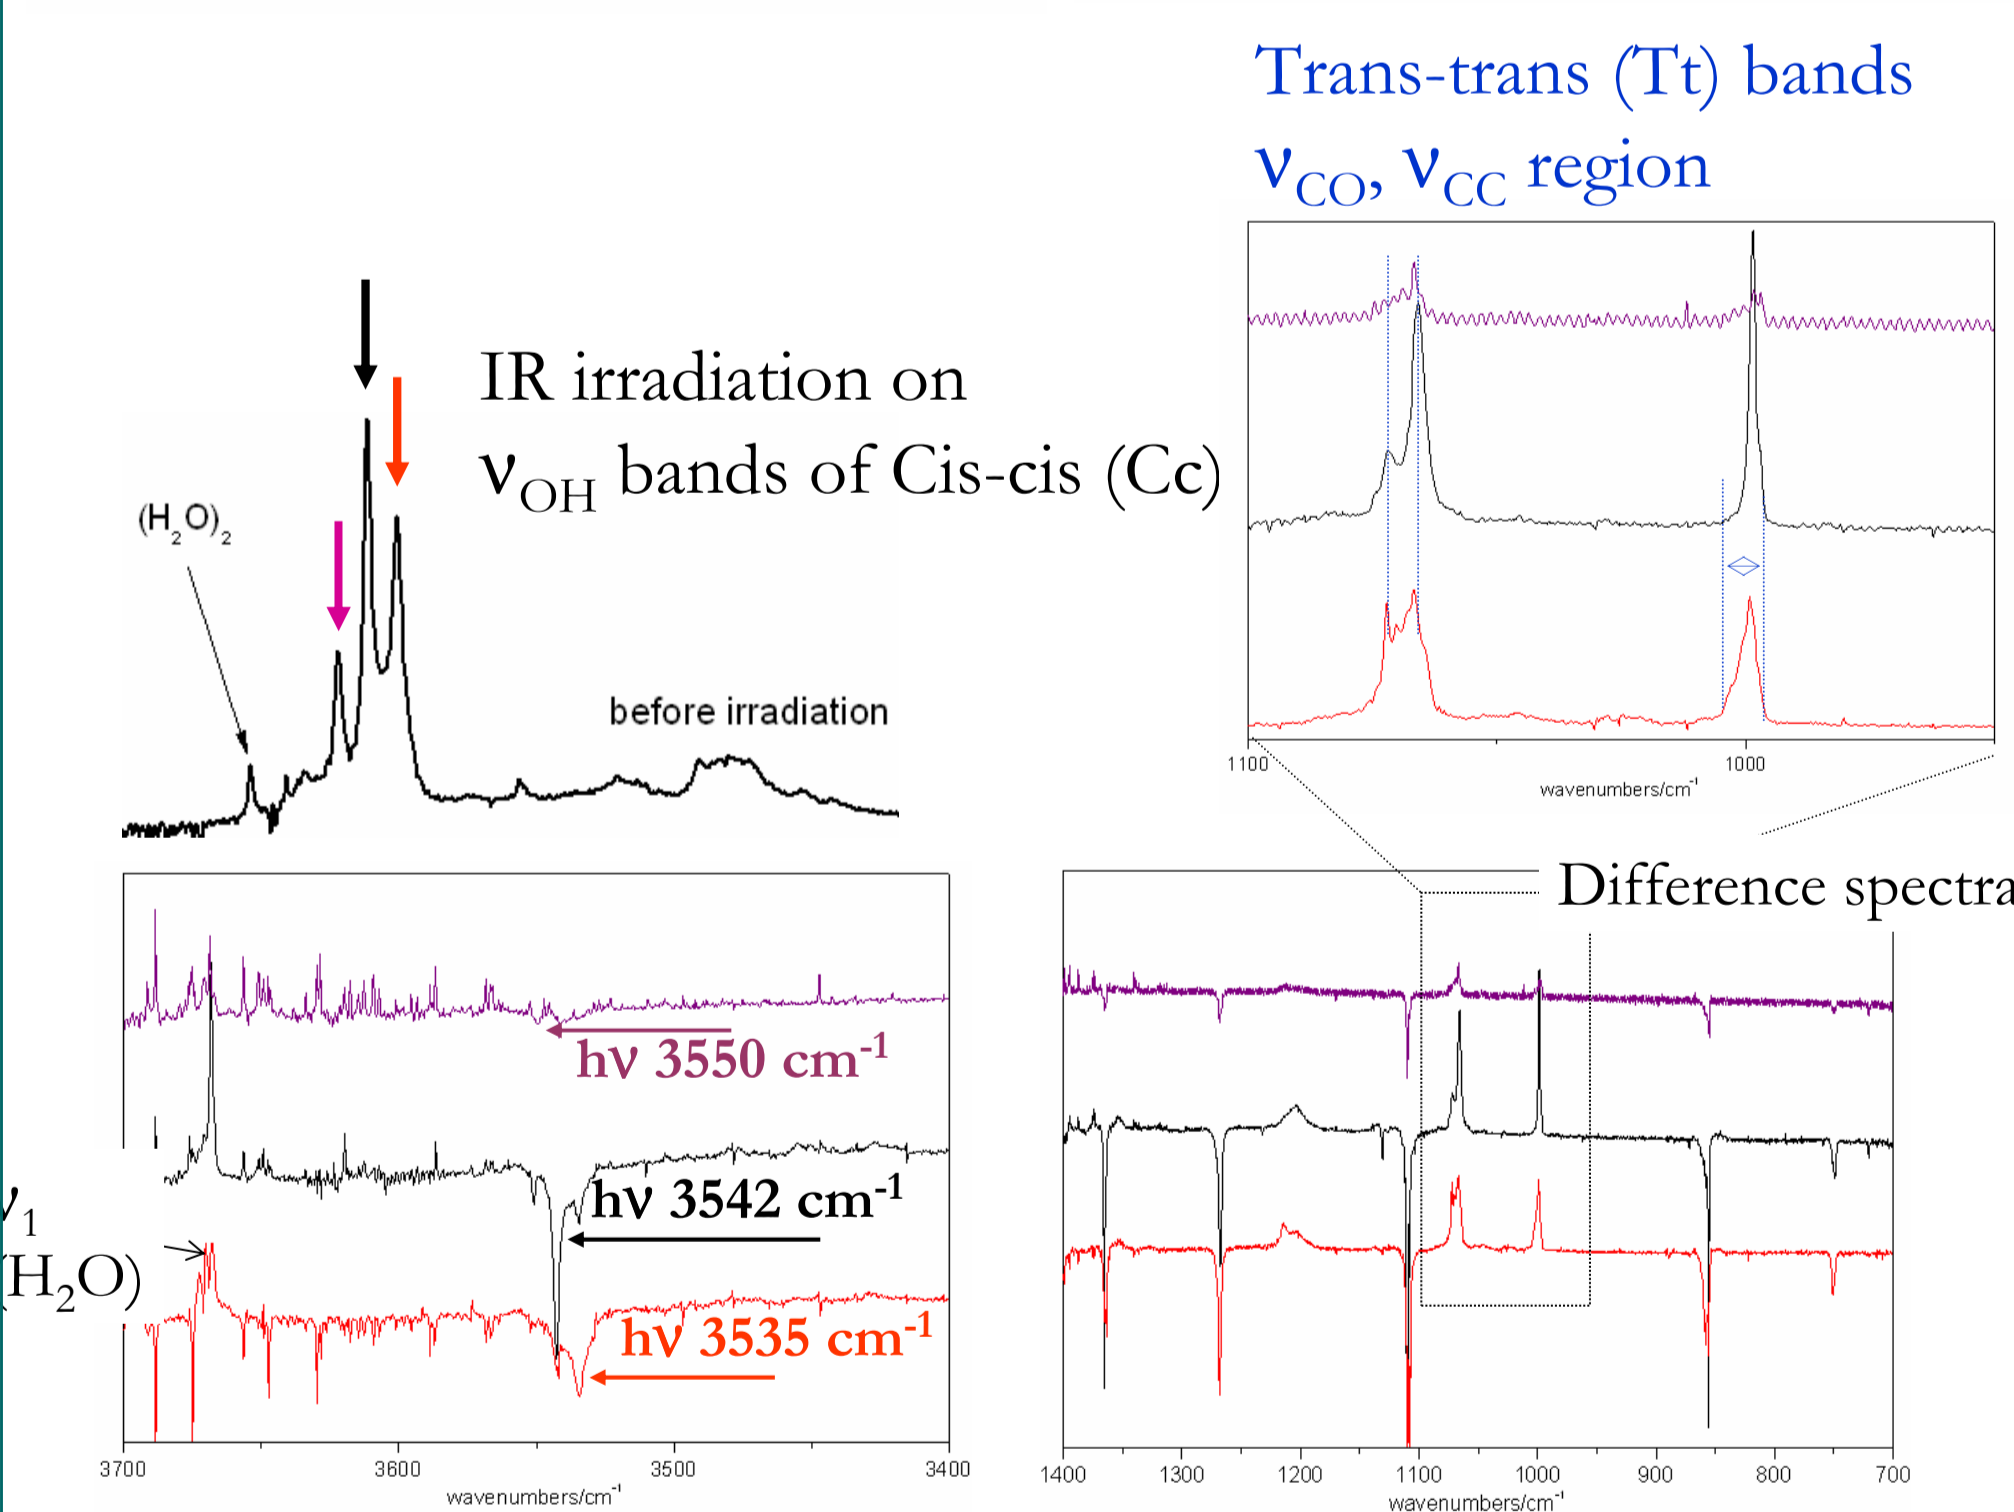 Trans-trans (Tt) bands
νCO, νCC region
IR irradiation on
νOH bands of Cis-cis (Cc)
(H2O)2
before irradiation
1100 1000
wavenumbers/cm-1
Difference spectra
hν 3550 cm-1
hν 3542 cm-1
ν1
(H2O)
hν 3535 cm-1
3700 3600 3500 3400
wavenumbers/cm-1
1400 1300 1200 1100 1000 900 800 700
wavenumbers/cm-1